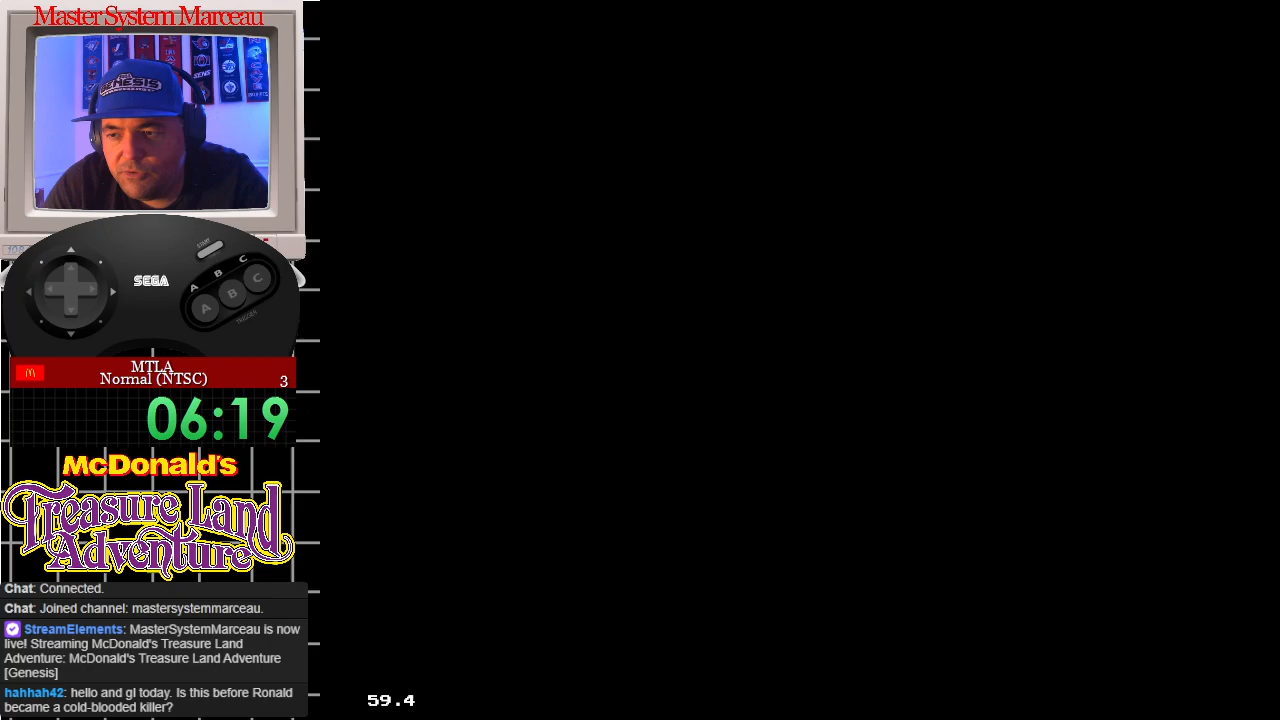 Master System Marceau
GENESIS
SENS
START
SEGA
A B C
A B C
TRIGGER
MTLA
Normal (NTSC)
3
06:19
McDonald's
Treasure Land
Adventure
Chat: Connected.
Chat: Joined channel: mastersystemmarceau.
StreamElements: MasterSystemMarceau is now
live! Streaming McDonald's Treasure Land
Adventure: McDonald's Treasure Land Adventure
[Genesis]
hahhah42: hello and gl today. Is this before Ronald
became a cold-blooded killer?
59.4